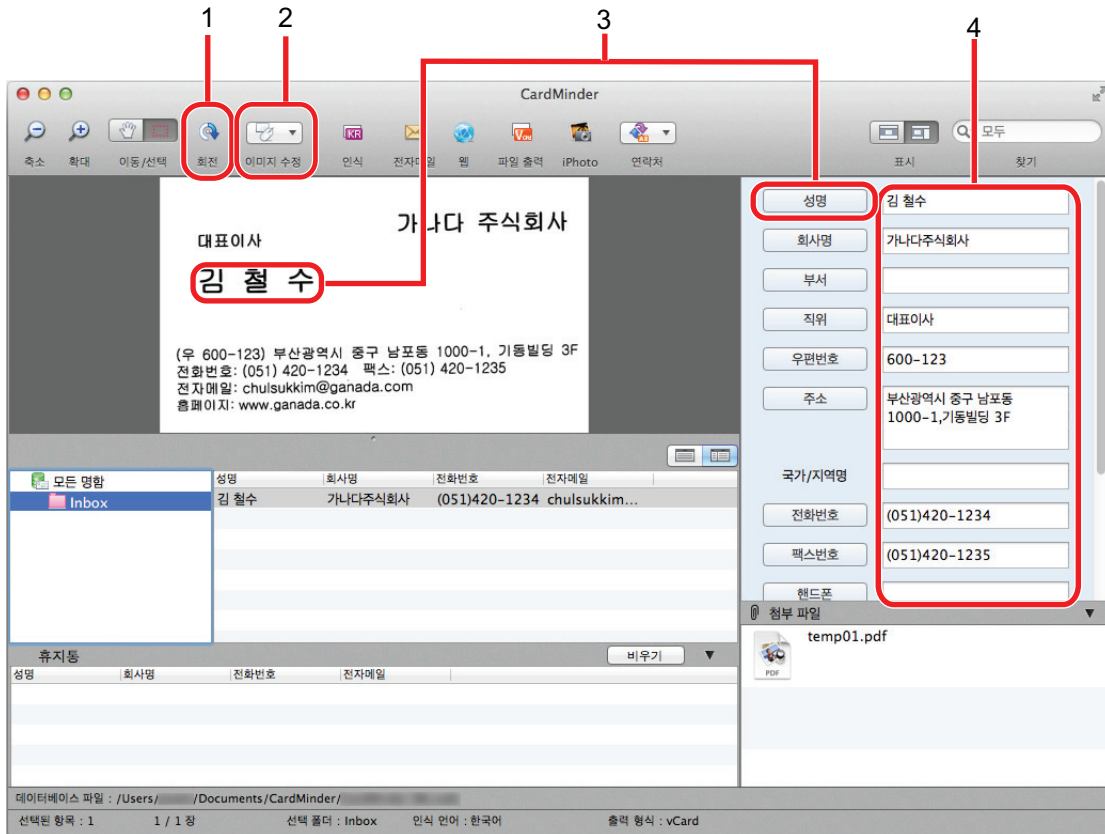 1
2
3
4
CardMinder
축소
확대
이동/선택
회전
이미지 수정
KR
인식
전자메일
웹
파일 출력
iPhoto
연락처
표시
모두
찾기
가나다 주식회사
대표이사
김 철 수
(우 600-123) 부산광역시 중구 남포동 1000-1, 기동빌딩 3F
전화번호: (051) 420-1234 팩스: (051) 420-1235
전자메일: chulsukkim@ganada.com
홈페이지: www.ganada.co.kr
성명 김 철수
회사명 가나다주식회사
부서
직위 대표이사
우편번호 600-123
주소 부산광역시 중구 남포동
1000-1,기동빌딩 3F
국가/지역명
전화번호 (051)420-1234
팩스번호 (051)420-1235
핸드폰
모든 명함
Inbox
성명 회사명 전화번호 전자메일
김 철수 가나다주식회사 (051)420-1234 chulsukkim...
첨부 파일
temp01.pdf
PDF
휴지통 비우기
성명 회사명 전화번호 전자메일
데이터베이스 파일 : /Users/ /Documents/CardMinder/
선택된 항목 : 1 1 / 1 장 선택 폴더 : Inbox 인식 언어 : 한국어 출력 형식 : vCard